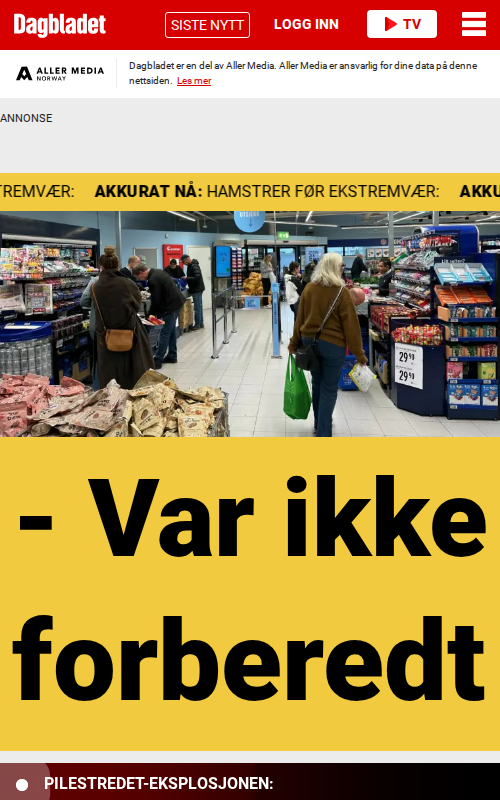 Dagbladet
SISTE NYTT
LOGG INN
TV
ALLER MEDIA
NORWAY
Dagbladet er en del av Aller Media. Aller Media er ansvarlig for dine data på denne
nettsiden. Les mer
ANNONSE
TREMVÆR: AKKURAT NÅ: HAMSTRER FØR EKSTREMVÆR: AKKU
29 90
29 90
- Var ikke
forberedt
PILESTREDET-EKSPLOSJONEN: